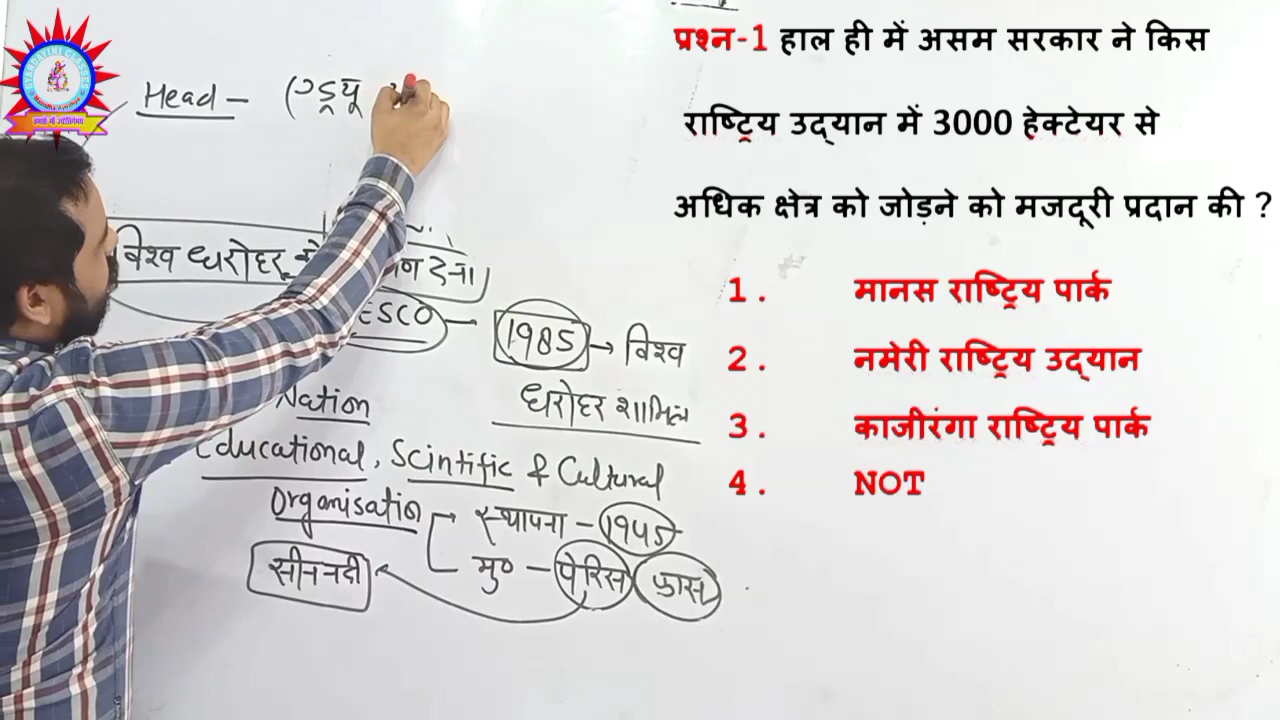 प्रश्न-1 हाल ही में असम सरकार ने किस
राष्ट्रिय उद्यान में 3000 हेक्टेयर से
अधिक क्षेत्र को जोड़ने को मजदूरी प्रदान की ?
1. मानस राष्ट्रिय पार्क
2. नमेरी राष्ट्रिय उद्यान
3. काजीरंगा राष्ट्रिय पार्क
4. NOT
Head –
विश्व धरोहर
देना
ESCO – 1985 → विश्व
धरोहर शामिल
Nation
Educational, Scintific & Cultural
Organisation
स्थापना – 1945
मु० – पेरिस फ्रांस
सीन नदी